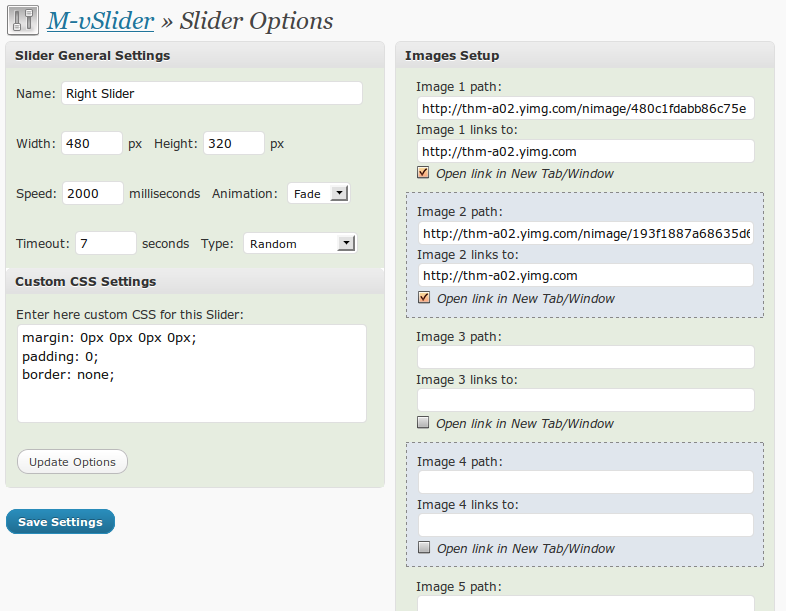 M-vSlider » Slider Options
Slider General Settings
Name: Right Slider
Width: 480 px Height: 320 px
Speed: 2000 milliseconds Animation: Fade
Timeout: 7 seconds Type: Random
Custom CSS Settings
Enter here custom CSS for this Slider:
margin: 0px 0px 0px 0px;
padding: 0;
border: none;
Update Options
Save Settings
Images Setup
Image 1 path:
http://thm-a02.yimg.com/nimage/480c1fdabb86c75e
Image 1 links to:
http://thm-a02.yimg.com
Open link in New Tab/Window
Image 2 path:
http://thm-a02.yimg.com/nimage/193f1887a68635d6
Image 2 links to:
http://thm-a02.yimg.com
Open link in New Tab/Window
Image 3 path:
Image 3 links to:
Open link in New Tab/Window
Image 4 path:
Image 4 links to:
Open link in New Tab/Window
Image 5 path: